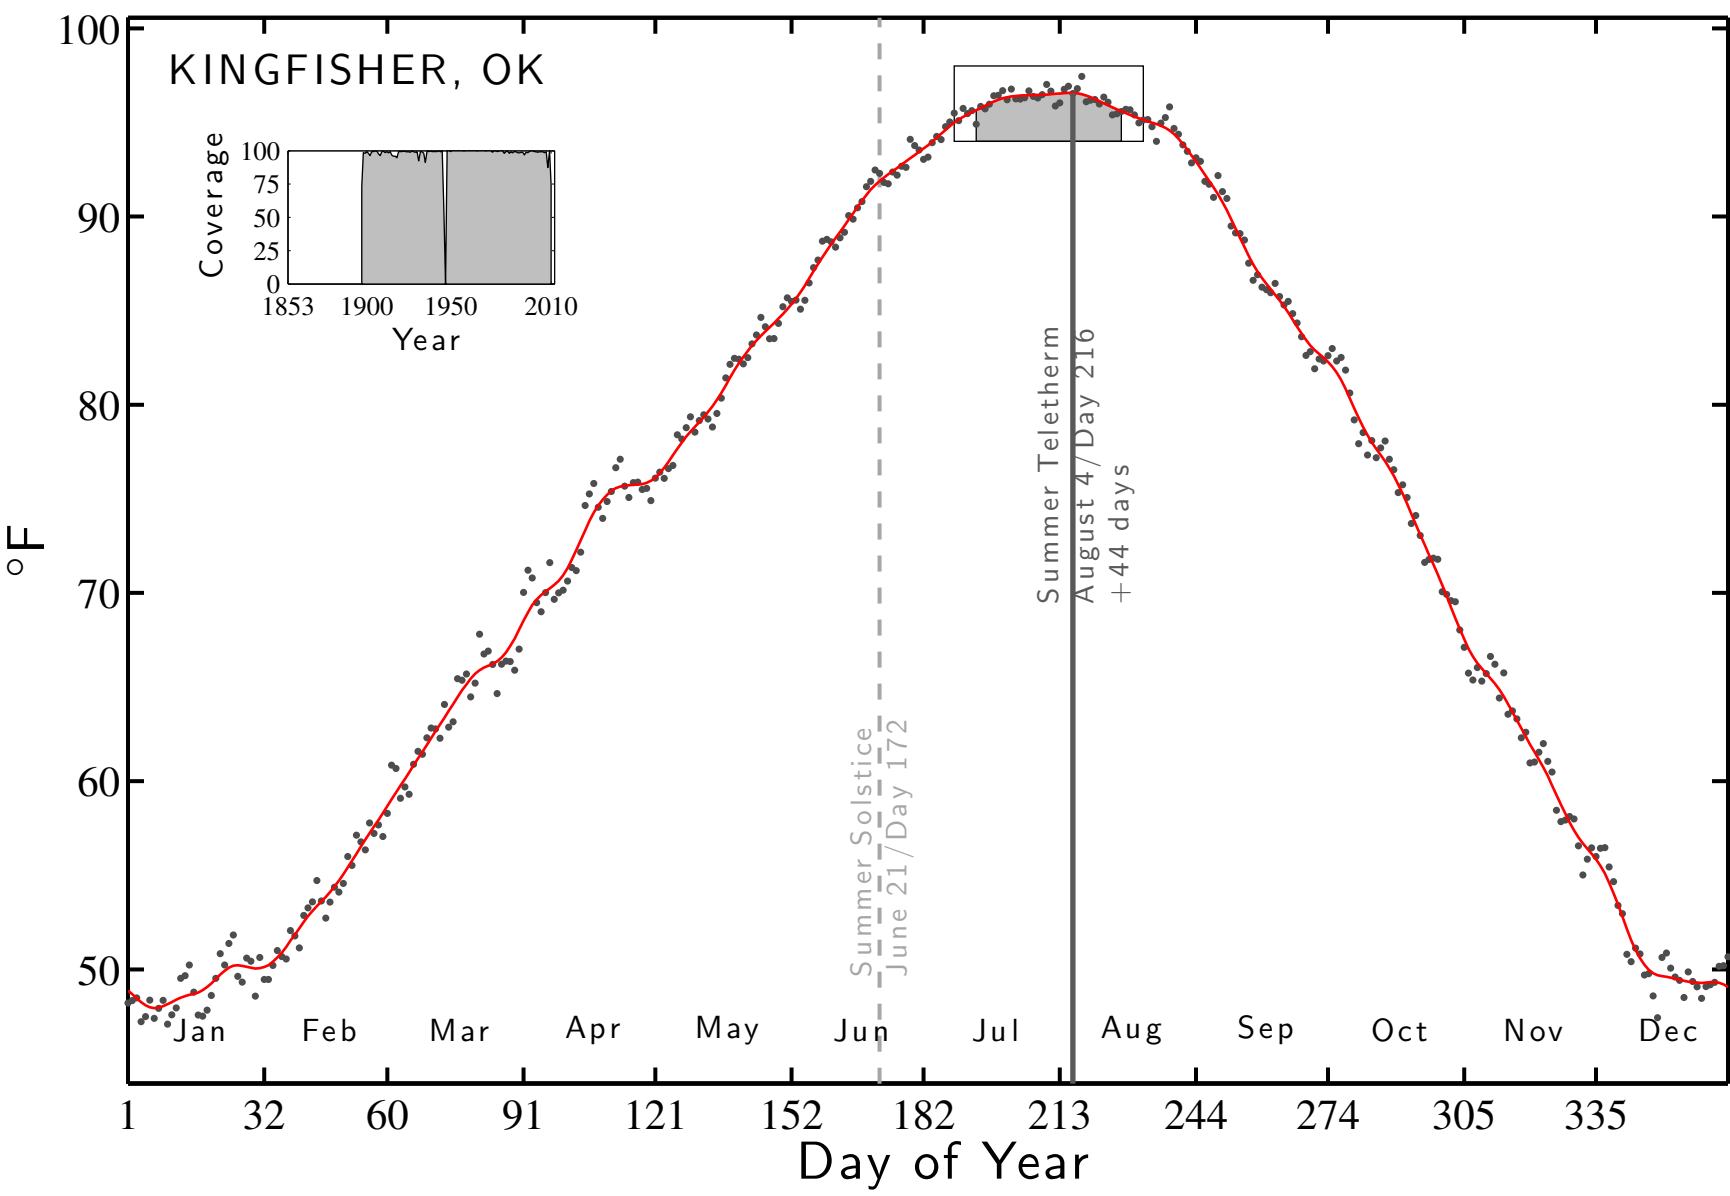 KINGFISHER, OK
Coverage
100
75
50
25
0
1853 1900 1950 2010
Year
°F
100
90
80
70
60
50
Summer Solstice
June 21/Day 172
Summer Teletherm
August 4/Day 216
+44 days
Jan Feb Mar Apr May Jun Jul Aug Sep Oct Nov Dec
1 32 60 91 121 152 182 213 244 274 305 335
Day of Year